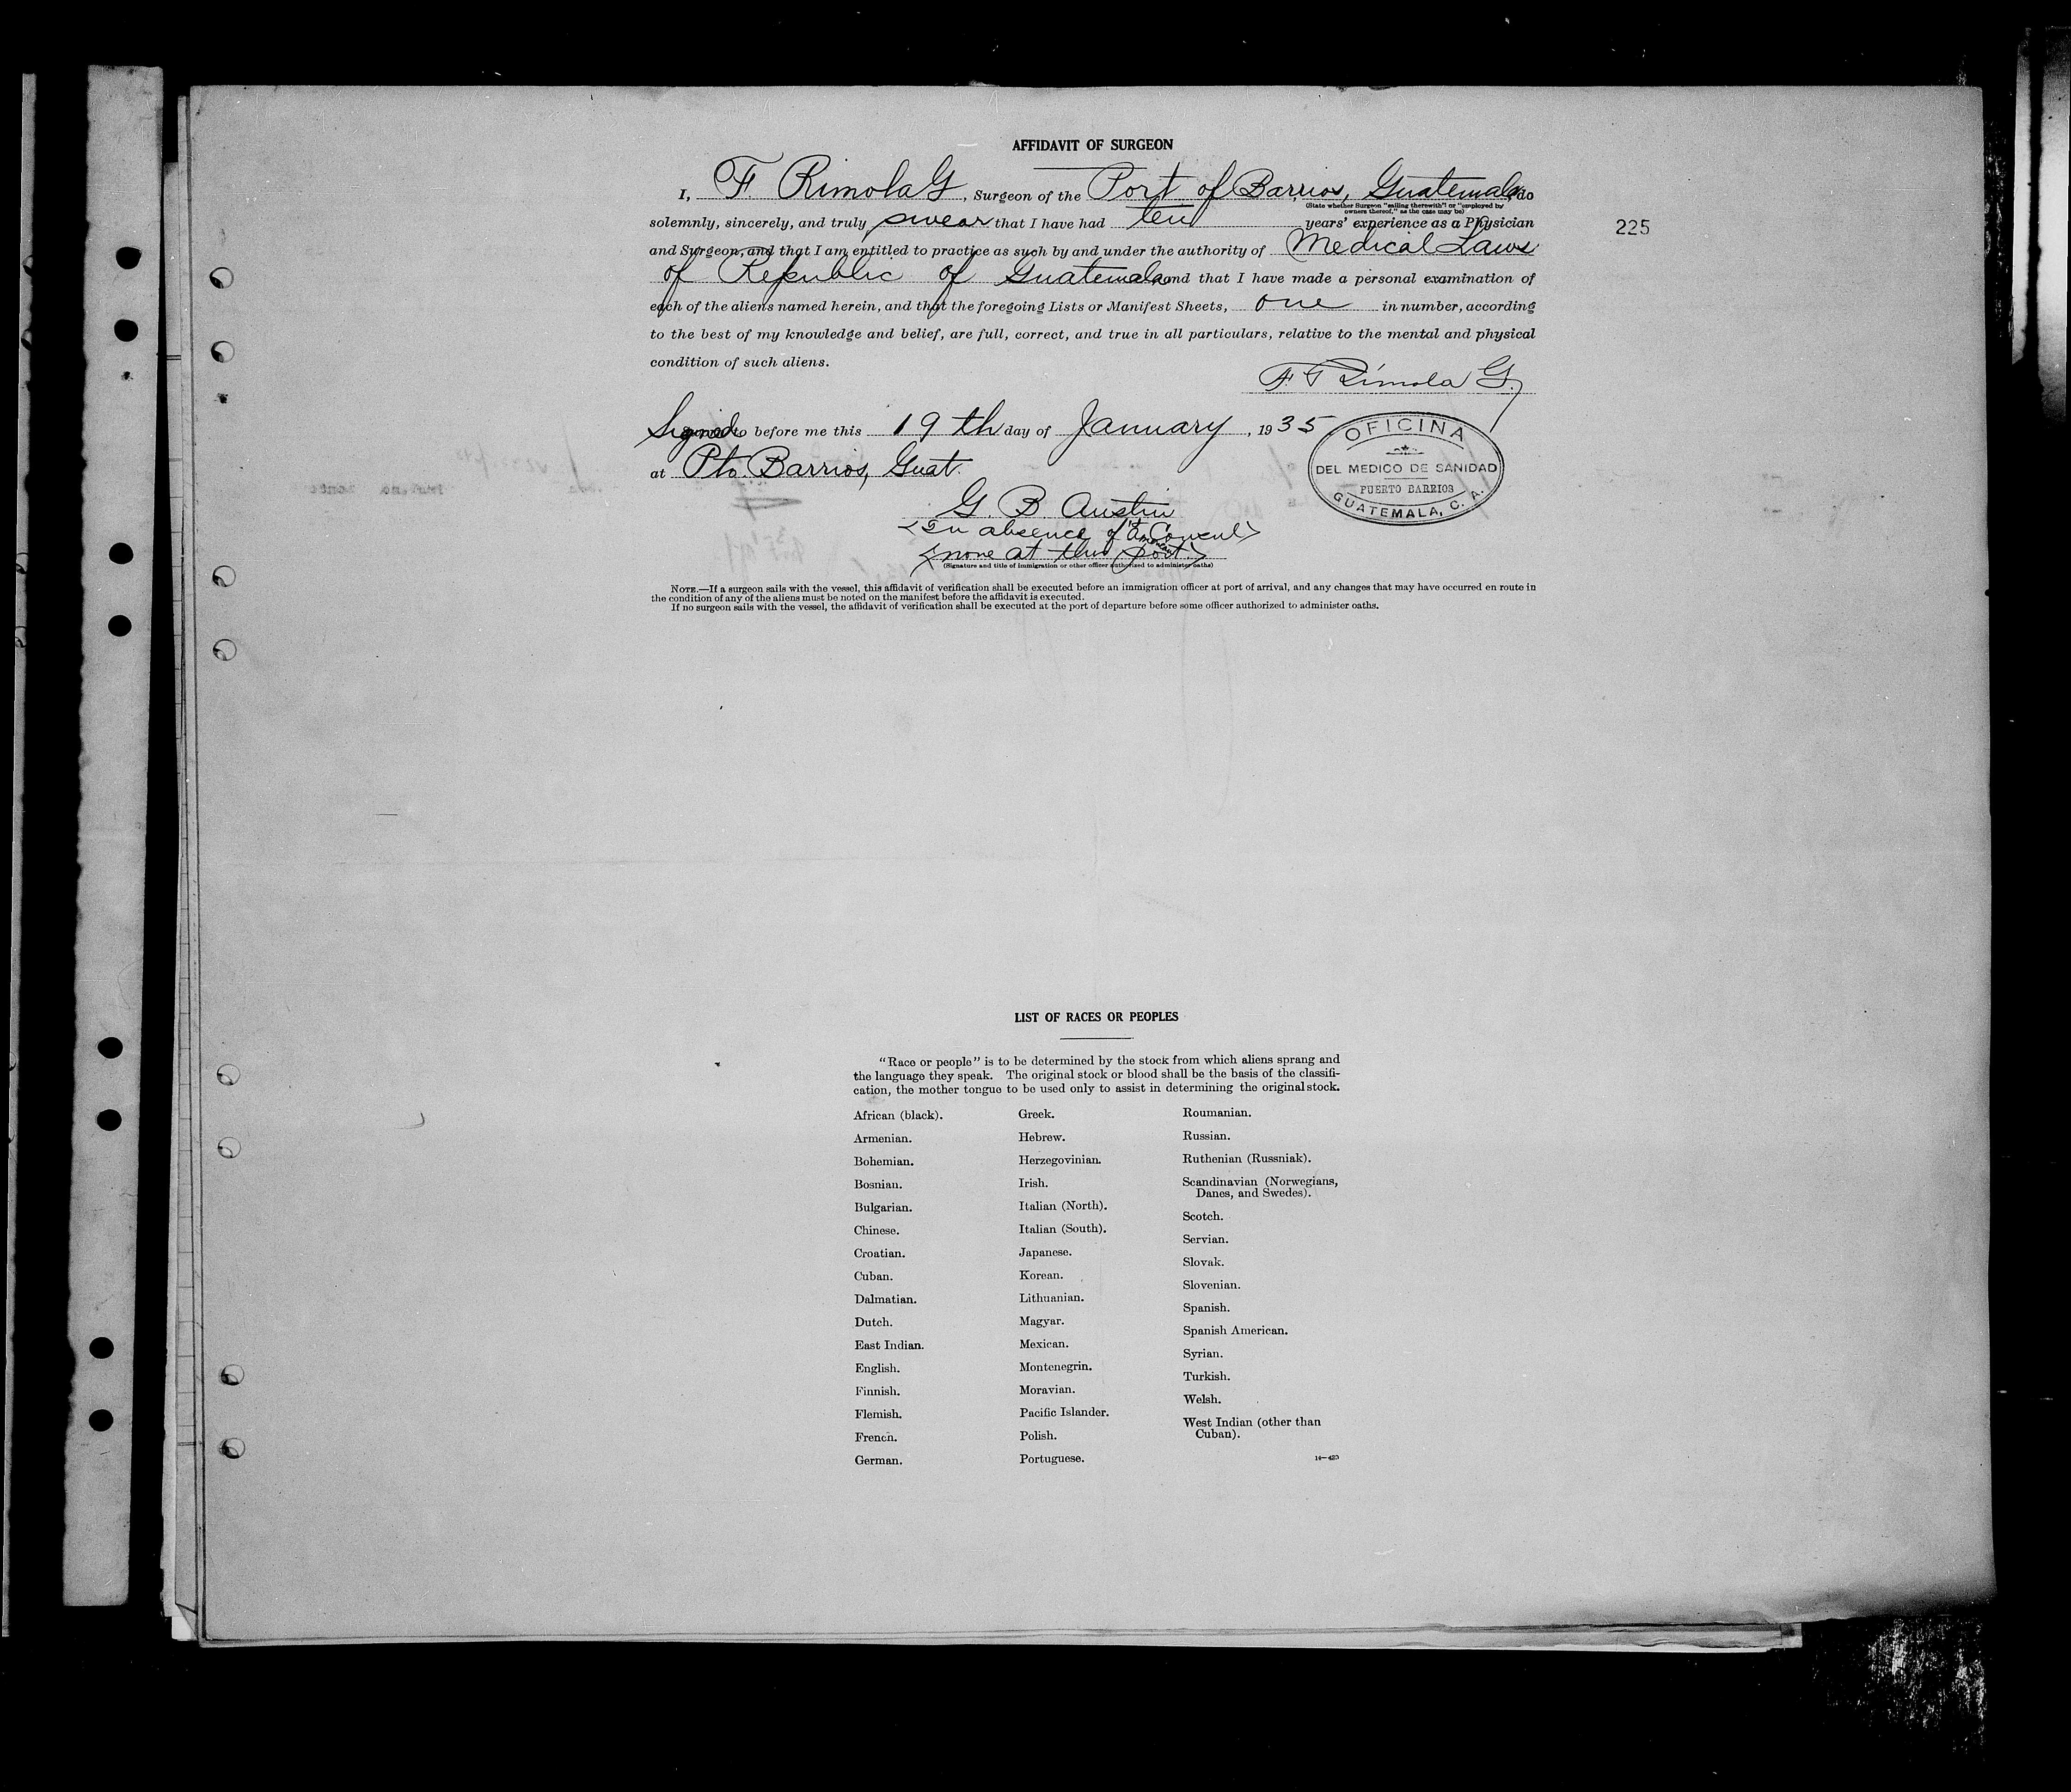 AFFIDAVIT OF SURGEON
I, F. Rimola G, Surgeon of the Port of Barrios, Guatemala, do
(State whether Surgeon "sailing therewith" or "employed by
owners thereof," as the case may be)
solemnly, sincerely, and truly swear that I have had ten years' experience as a Physician
225
and Surgeon, and that I am entitled to practice as such by and under the authority of Medical Laws
of Republic of Guatemala and that I have made a personal examination of
each of the aliens named herein, and that the foregoing Lists or Manifest Sheets, one in number, according
to the best of my knowledge and belief, are full, correct, and true in all particulars, relative to the mental and physical
condition of such aliens.
F. Rimola G.
Signed to before me this 19th day of January, 1935
at Pto. Barrios, Guat.
OFICINA
DEL MEDICO DE SANIDAD
PUERTO BARRIOS
GUATEMALA, C. A.
G. B. Austin
<In absence of Consul>
<none at this port.>
(Signature and title of immigration or other officer authorized to administer oaths)
NOTE.—If a surgeon sails with the vessel, this affidavit of verification shall be executed before an immigration officer at port of arrival, and any changes that may have occurred en route in
the condition of any of the aliens must be noted on the manifest before the affidavit is executed.
If no surgeon sails with the vessel, the affidavit of verification shall be executed at the port of departure before some officer authorized to administer oaths.
LIST OF RACES OR PEOPLES
"Race or people" is to be determined by the stock from which aliens sprang and
the language they speak. The original stock or blood shall be the basis of the classifi-
cation, the mother tongue to be used only to assist in determining the original stock.
African (black).
Armenian.
Bohemian.
Bosnian.
Bulgarian.
Chinese.
Croatian.
Cuban.
Dalmatian.
Dutch.
East Indian.
English.
Finnish.
Flemish.
French.
German.
Greek.
Hebrew.
Herzegovinian.
Irish.
Italian (North).
Italian (South).
Japanese.
Korean.
Lithuanian.
Magyar.
Mexican.
Montenegrin.
Moravian.
Pacific Islander.
Polish.
Portuguese.
Roumanian.
Russian.
Ruthenian (Russniak).
Scandinavian (Norwegians,
Danes, and Swedes).
Scotch.
Servian.
Slovak.
Slovenian.
Spanish.
Spanish American.
Syrian.
Turkish.
Welsh.
West Indian (other than
Cuban).